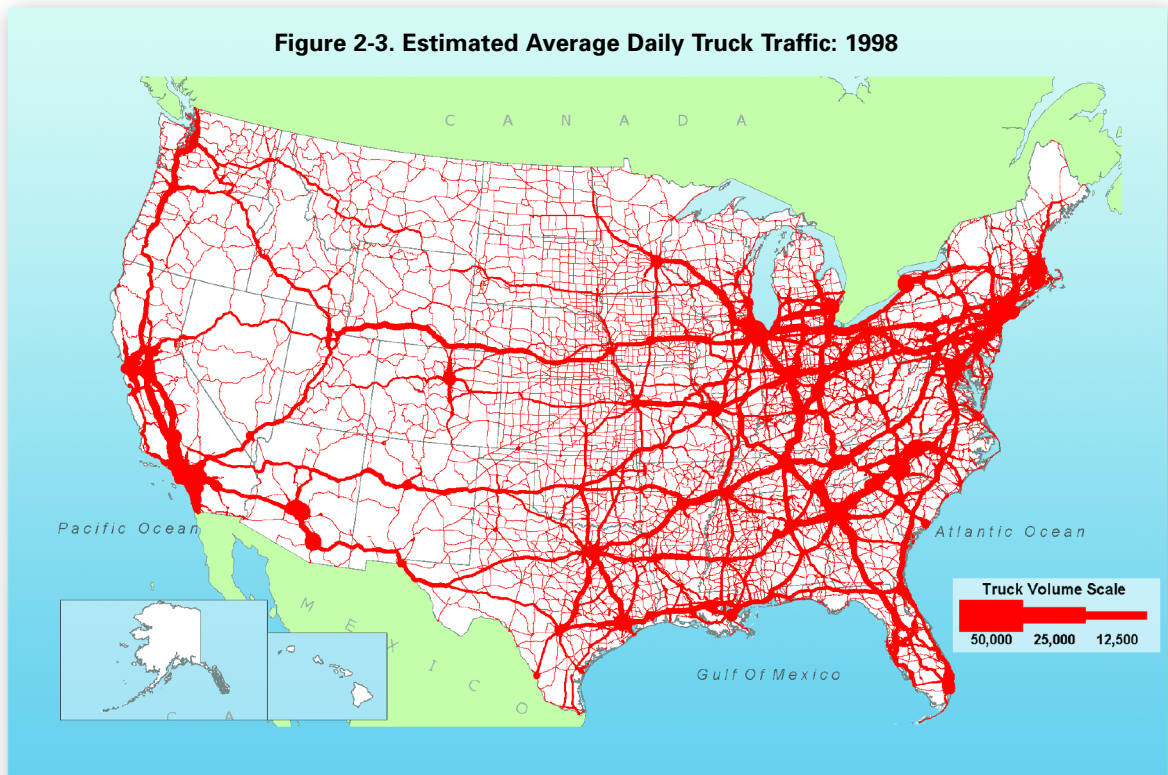 Figure 2-3. Estimated Average Daily Truck Traffic: 1998
C A N A D A
Pacific Ocean
Atlantic Ocean
Truck Volume Scale
50,000 25,000 12,500
M E X I C O
Gulf Of Mexico
C A